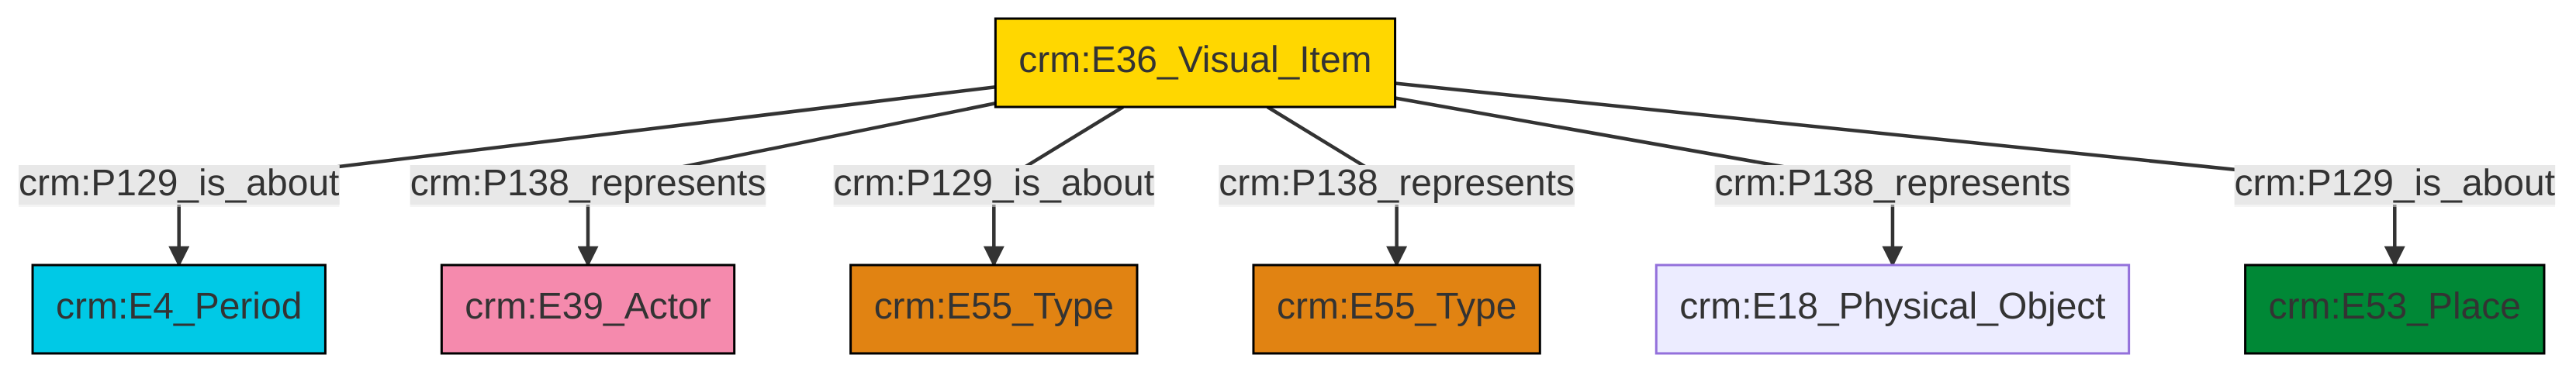 crm:E36_Visual_Item
crm:P129_is_about
crm:P138_represents
crm:P129_is_about
crm:P138_represents
crm:P138_represents
crm:P129_is_about
crm:E4_Period
crm:E39_Actor
crm:E55_Type
crm:E55_Type
crm:E18_Physical_Object
crm:E53_Place